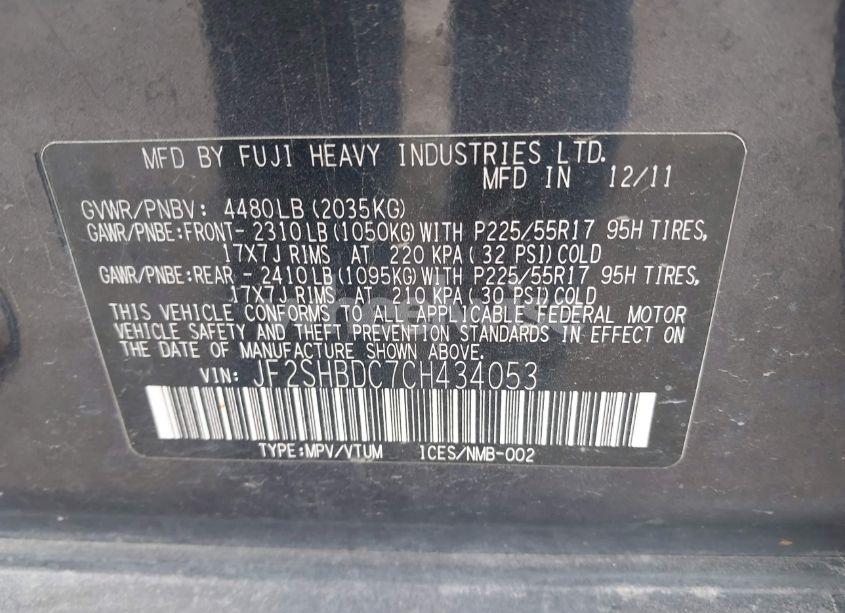 MFD BY FUJI HEAVY INDUSTRIES LTD.
MFD IN 12/11
GVWR/PNBV: 4480LB (2035KG)
GAWR/PNBE:FRONT- 2310LB (1050KG) WITH P225/55R17 95H TIRES,
17X7J RIMS AT 220 KPA ( 32 PSI) COLD
GAWR/PNBE:REAR - 2410LB (1095KG) WITH P225/55R17 95H TIRES,
17X7J RIMS AT 210 KPA ( 30 PSI) COLD
THIS VEHICLE CONFORMS TO ALL APPLICABLE FEDERAL MOTOR
VEHICLE SAFETY AND THEFT PREVENTION STANDARDS IN EFFECT ON
THE DATE OF MANUFACTURE SHOWN ABOVE.
VIN: JF2SHBDC7CH434053
TYPE:MPV/VTUM ICES/NMB-002